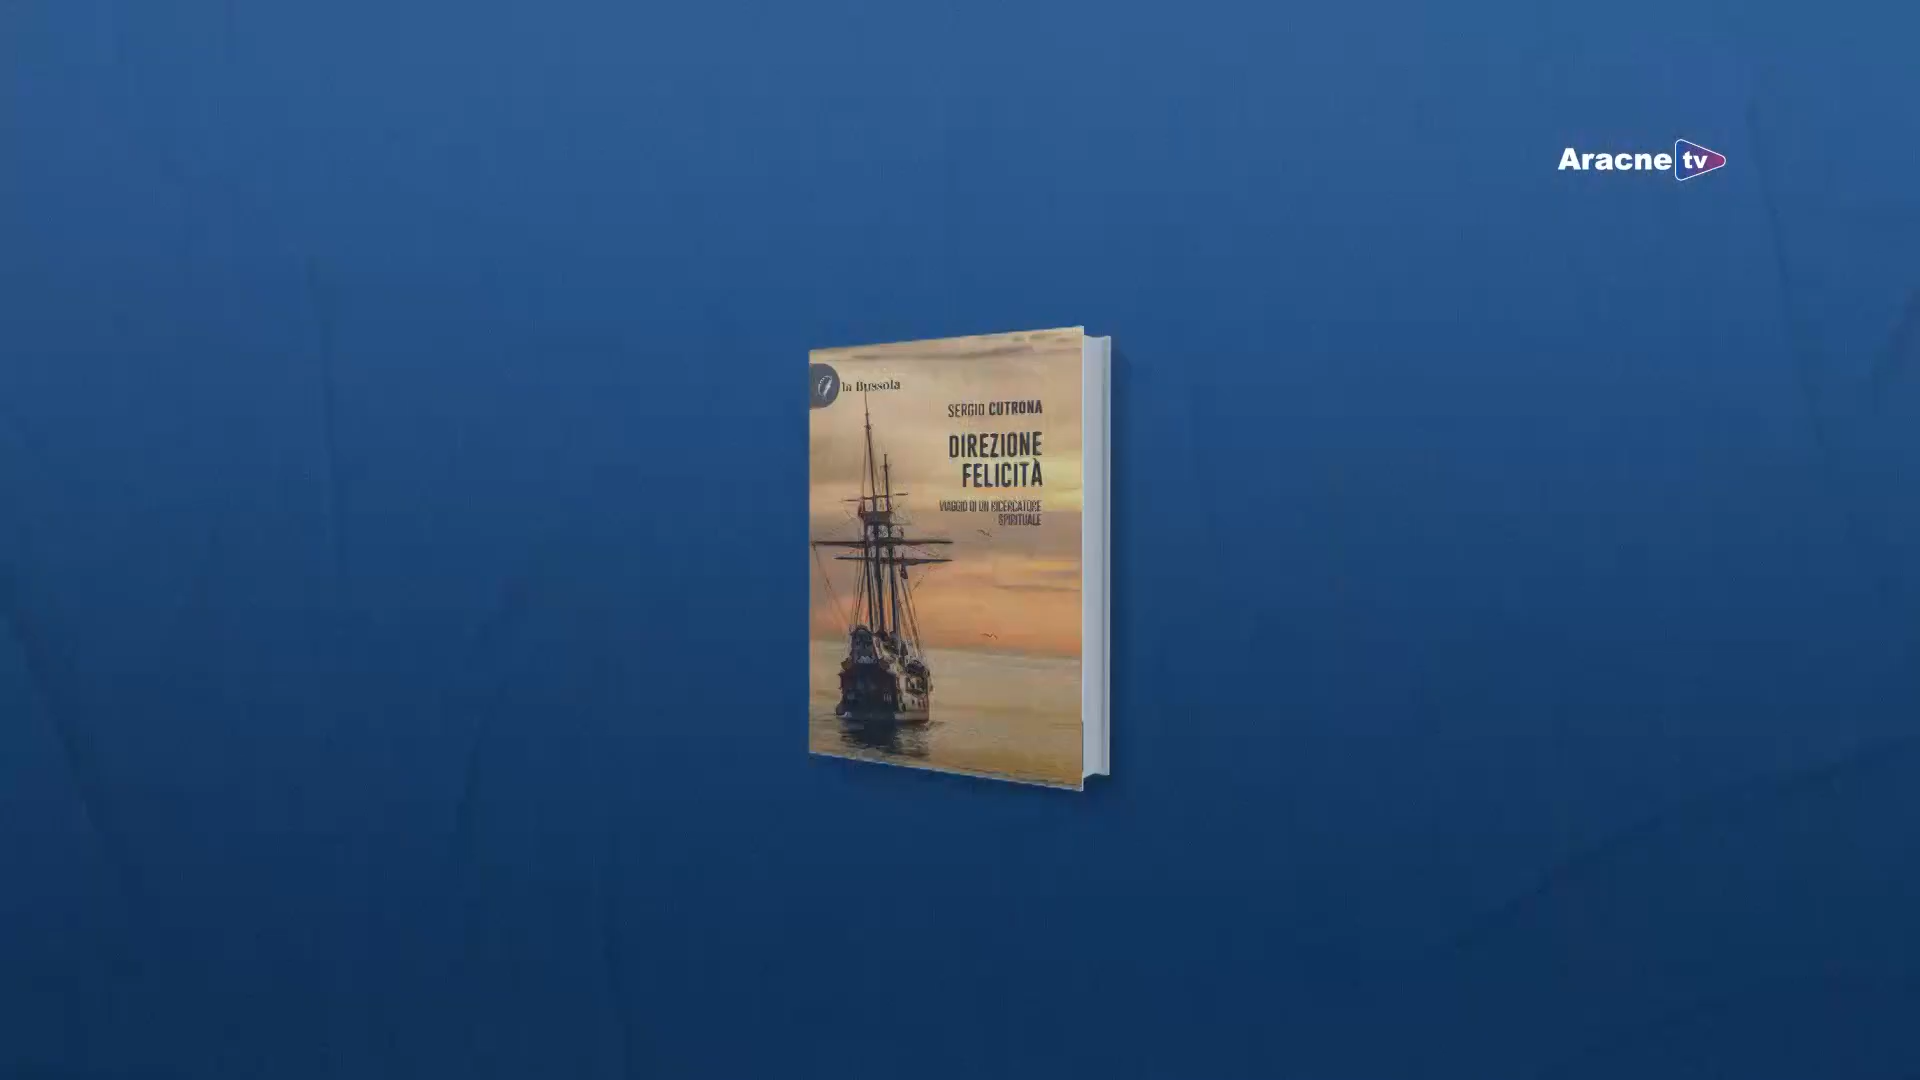 Aracne tv
la Bussola
SERGIO CUTRONA
DIREZIONE
FELICITÀ
VIAGGIO DI UN RICERCATORE
SPIRITUALE